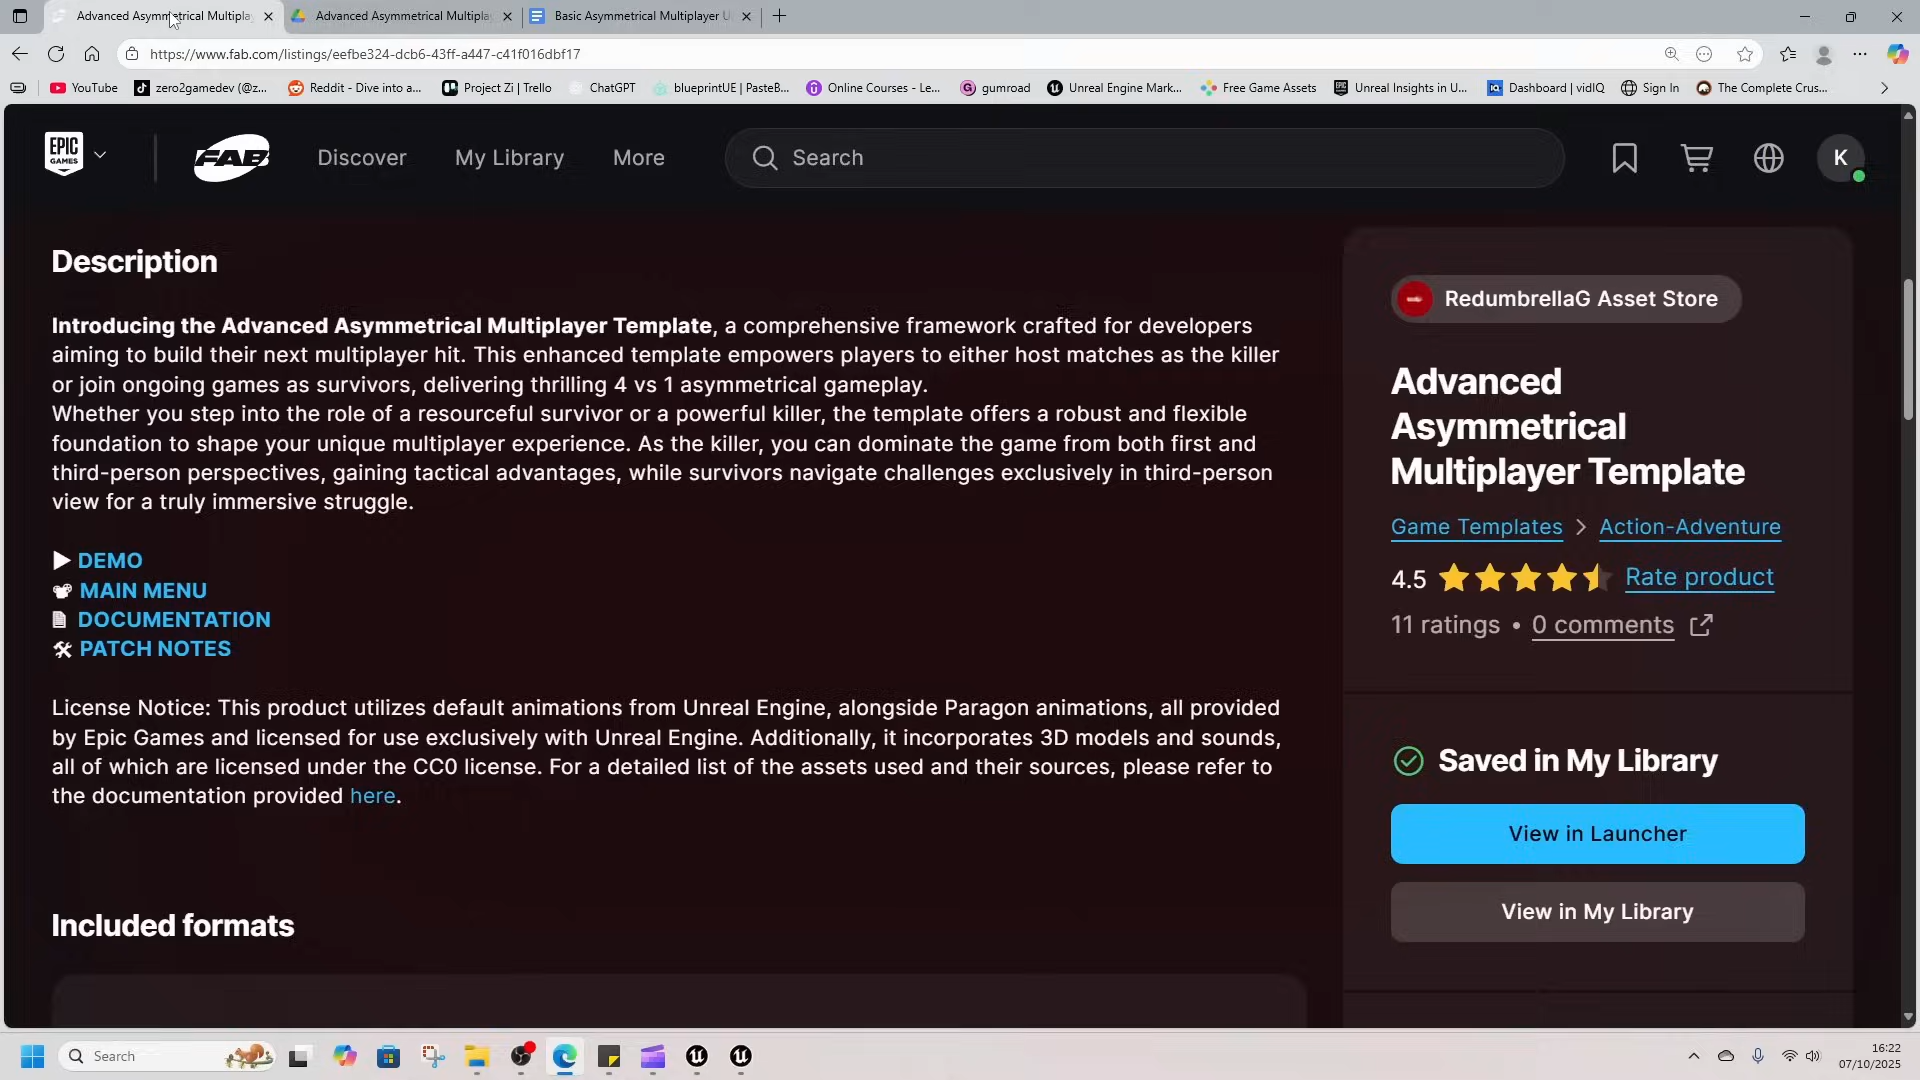 Advanced Asymmetrical Multipla
Advanced Asymmetrical Multipla
Basic Asymmetrical Multiplayer U
https://www.fab.com/listings/eefbe324-dcb6-43ff-a447-c41f016dbf17
YouTube
zero2gamedev (@z...
Reddit - Dive into a...
Project Zi | Trello
ChatGPT
blueprintUE | PasteB...
Online Courses - Le...
gumroad
Unreal Engine Mark...
Free Game Assets
Unreal Insights in U...
Dashboard | vidIQ
Sign In
The Complete Crus...
EPIC GAMES
FAB
Discover
My Library
More
Search
K
Description
Introducing the Advanced Asymmetrical Multiplayer Template, a comprehensive framework crafted for developers
aiming to build their next multiplayer hit. This enhanced template empowers players to either host matches as the killer
or join ongoing games as survivors, delivering thrilling 4 vs 1 asymmetrical gameplay.
Whether you step into the role of a resourceful survivor or a powerful killer, the template offers a robust and flexible
foundation to shape your unique multiplayer experience. As the killer, you can dominate the game from both first and
third-person perspectives, gaining tactical advantages, while survivors navigate challenges exclusively in third-person
view for a truly immersive struggle.
DEMO
MAIN MENU
DOCUMENTATION
PATCH NOTES
License Notice: This product utilizes default animations from Unreal Engine, alongside Paragon animations, all provided
by Epic Games and licensed for use exclusively with Unreal Engine. Additionally, it incorporates 3D models and sounds,
all of which are licensed under the CC0 license. For a detailed list of the assets used and their sources, please refer to
the documentation provided here.
Included formats
RedumbrellaG Asset Store
Advanced
Asymmetrical
Multiplayer Template
Game Templates > Action-Adventure
4.5 Rate product
11 ratings • 0 comments
Saved in My Library
View in Launcher
View in My Library
Search
16:22
07/10/2025